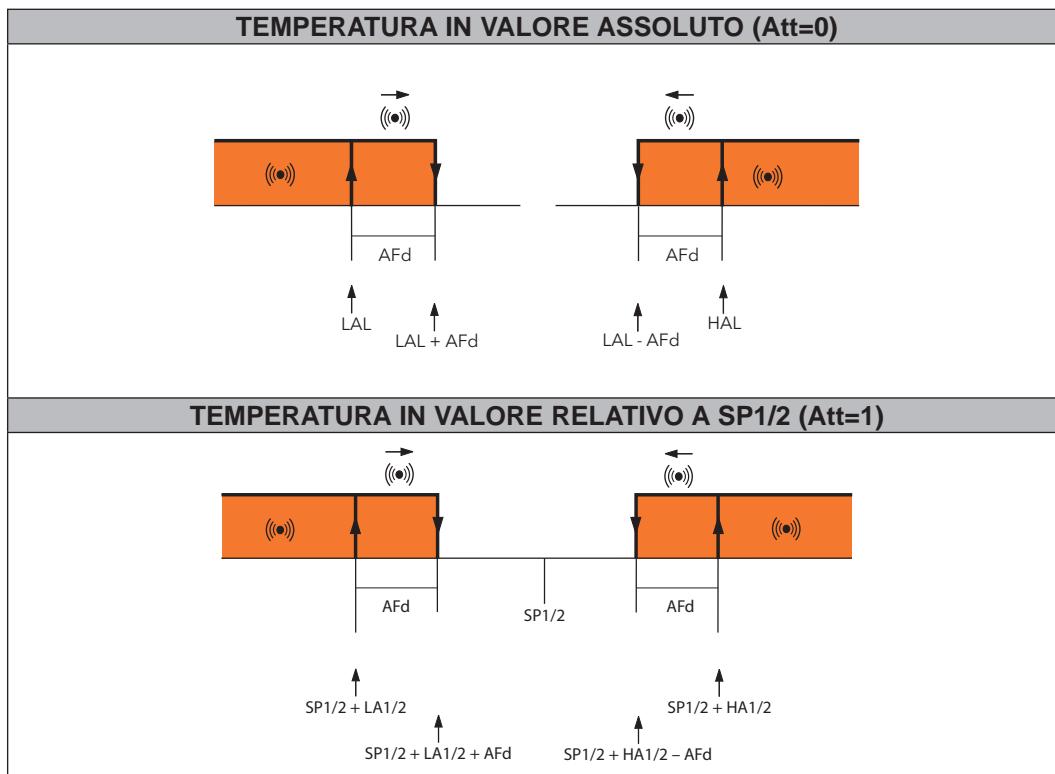 TEMPERATURA IN VALORE ASSOLUTO (Att=0)
AFd
AFd
LAL
HAL
LAL + AFd
LAL - AFd
TEMPERATURA IN VALORE RELATIVO A SP1/2 (Att=1)
AFd
SP1/2
AFd
SP1/2 + LA1/2
SP1/2 + HA1/2
SP1/2 + LA1/2 + AFd
SP1/2 + HA1/2 – AFd